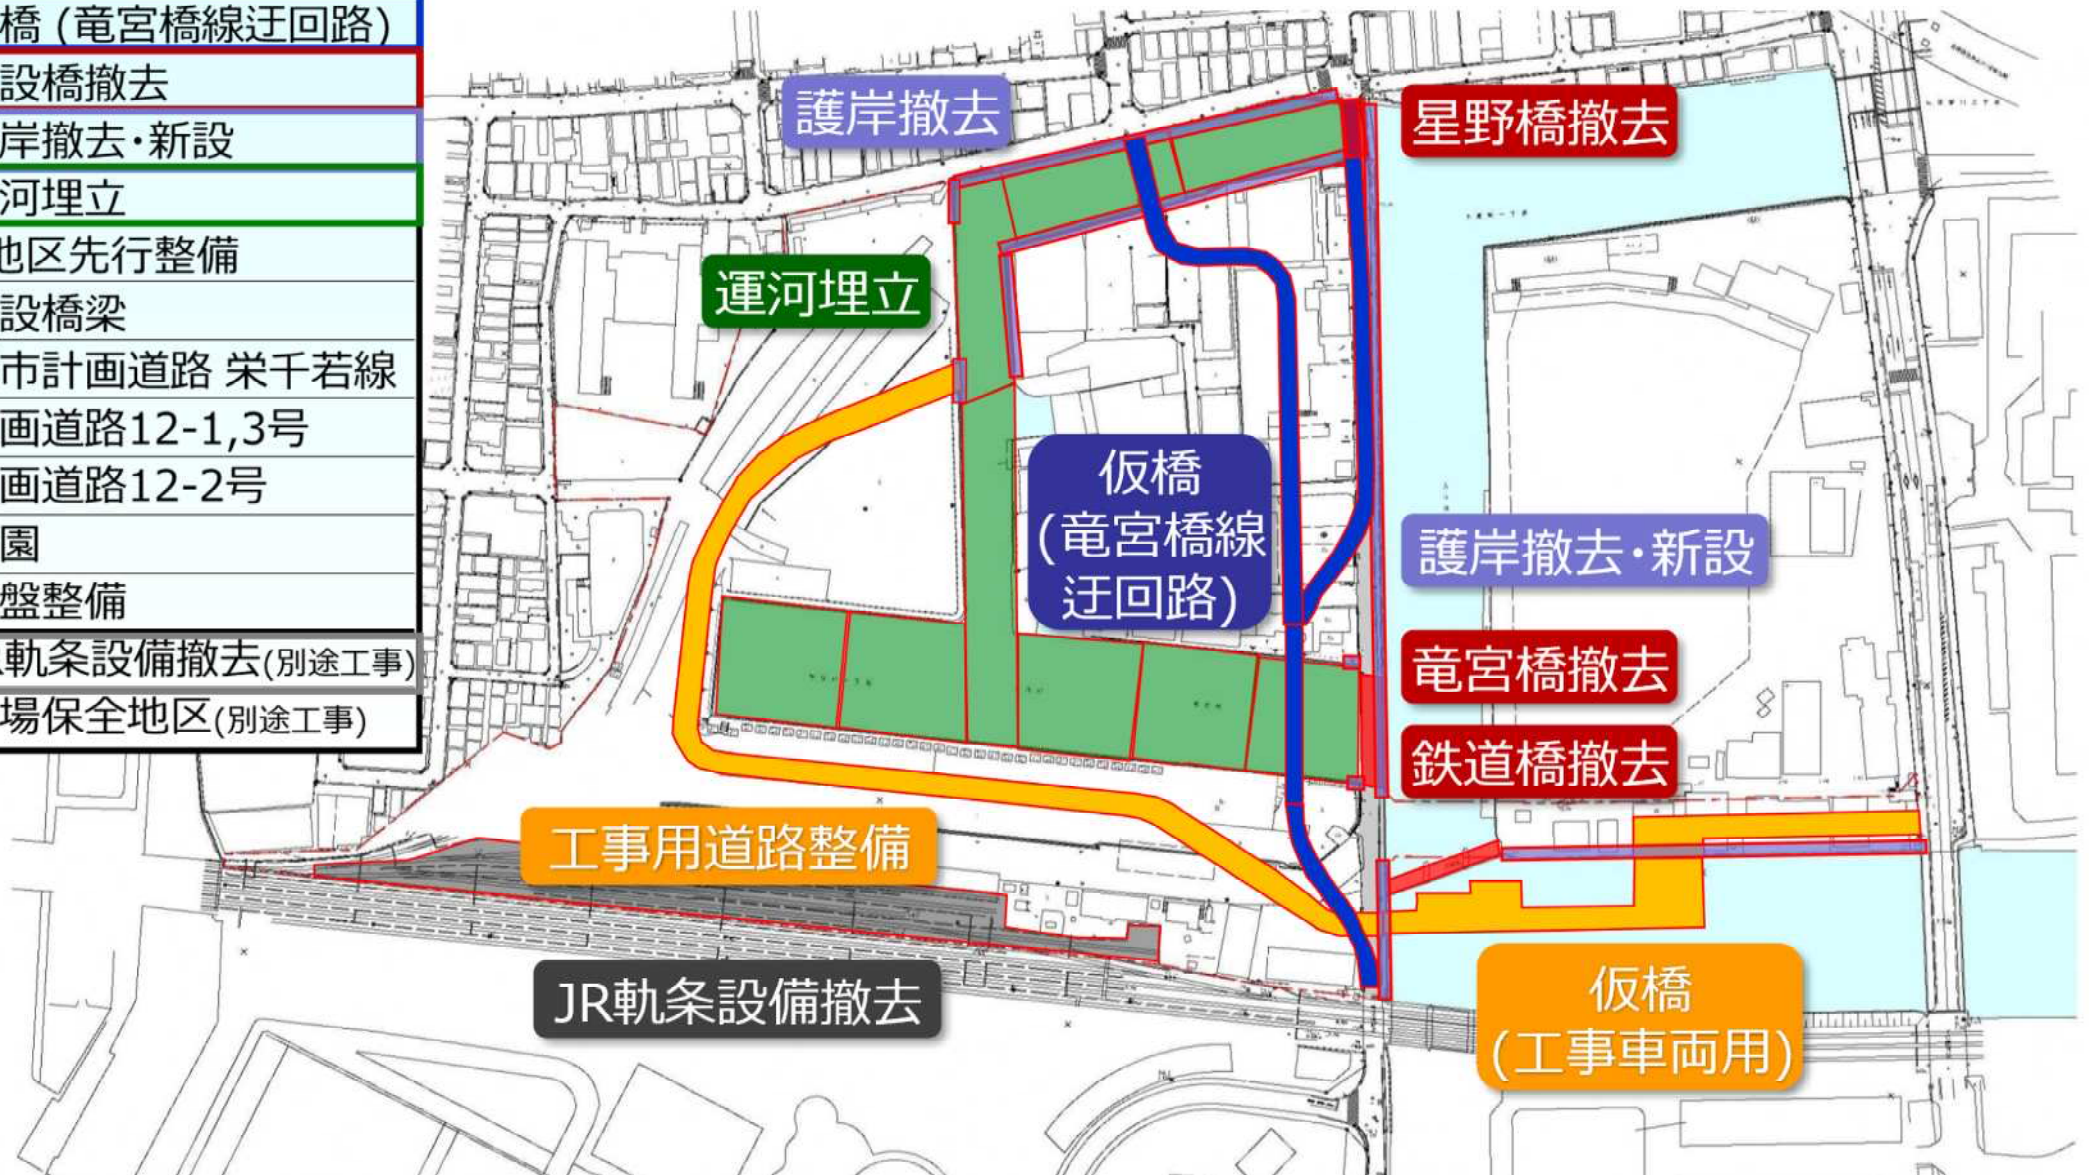 橋 (竜宮橋線迂回路)
設橋撤去
岸撤去･新設
河埋立
地区先行整備
設橋梁
市計画道路 栄千若線
画道路12-1,3号
画道路12-2号
園
盤整備
軌条設備撤去(別途工事)
場保全地区(別途工事)
護岸撤去
星野橋撤去
運河埋立
仮橋
(竜宮橋線
迂回路)
護岸撤去･新設
竜宮橋撤去
鉄道橋撤去
工事用道路整備
JR軌条設備撤去
仮橋
(工事車両用)